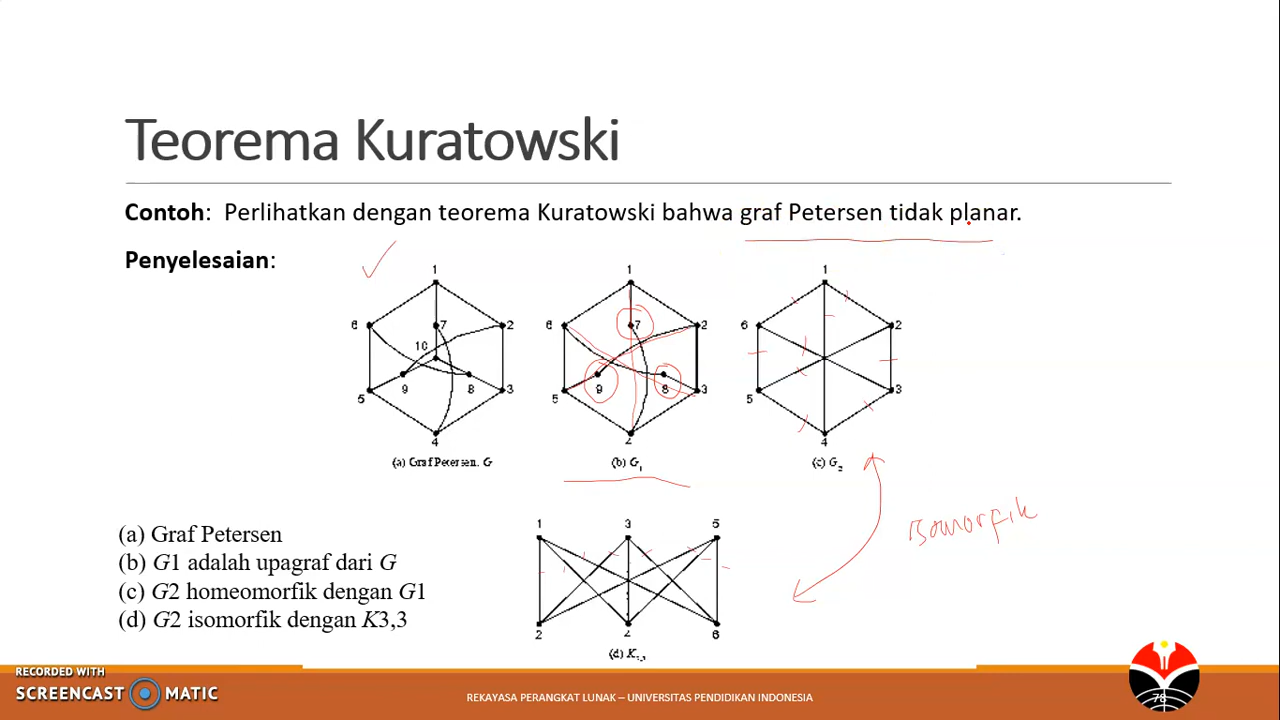 Teorema Kuratowski
Contoh: Perlihatkan dengan teorema Kuratowski bahwa graf Petersen tidak planar.
Penyelesaian:
1
6
2
7
10
9
8
5
3
4
(a) Graf Petersen, G
1
6
2
7
9
8
5
3
2
(b) G1
1
6
2
5
3
4
(c) G2
Isomorfik
1 3 5
2
6
(d) K3,3
(a) Graf Petersen
(b) G1 adalah upagraf dari G
(c) G2 homeomorfik dengan G1
(d) G2 isomorfik dengan K3,3
RECORDED WITH
SCREENCAST MATIC
REKAYASA PERANGKAT LUNAK – UNIVERSITAS PENDIDIKAN INDONESIA
78